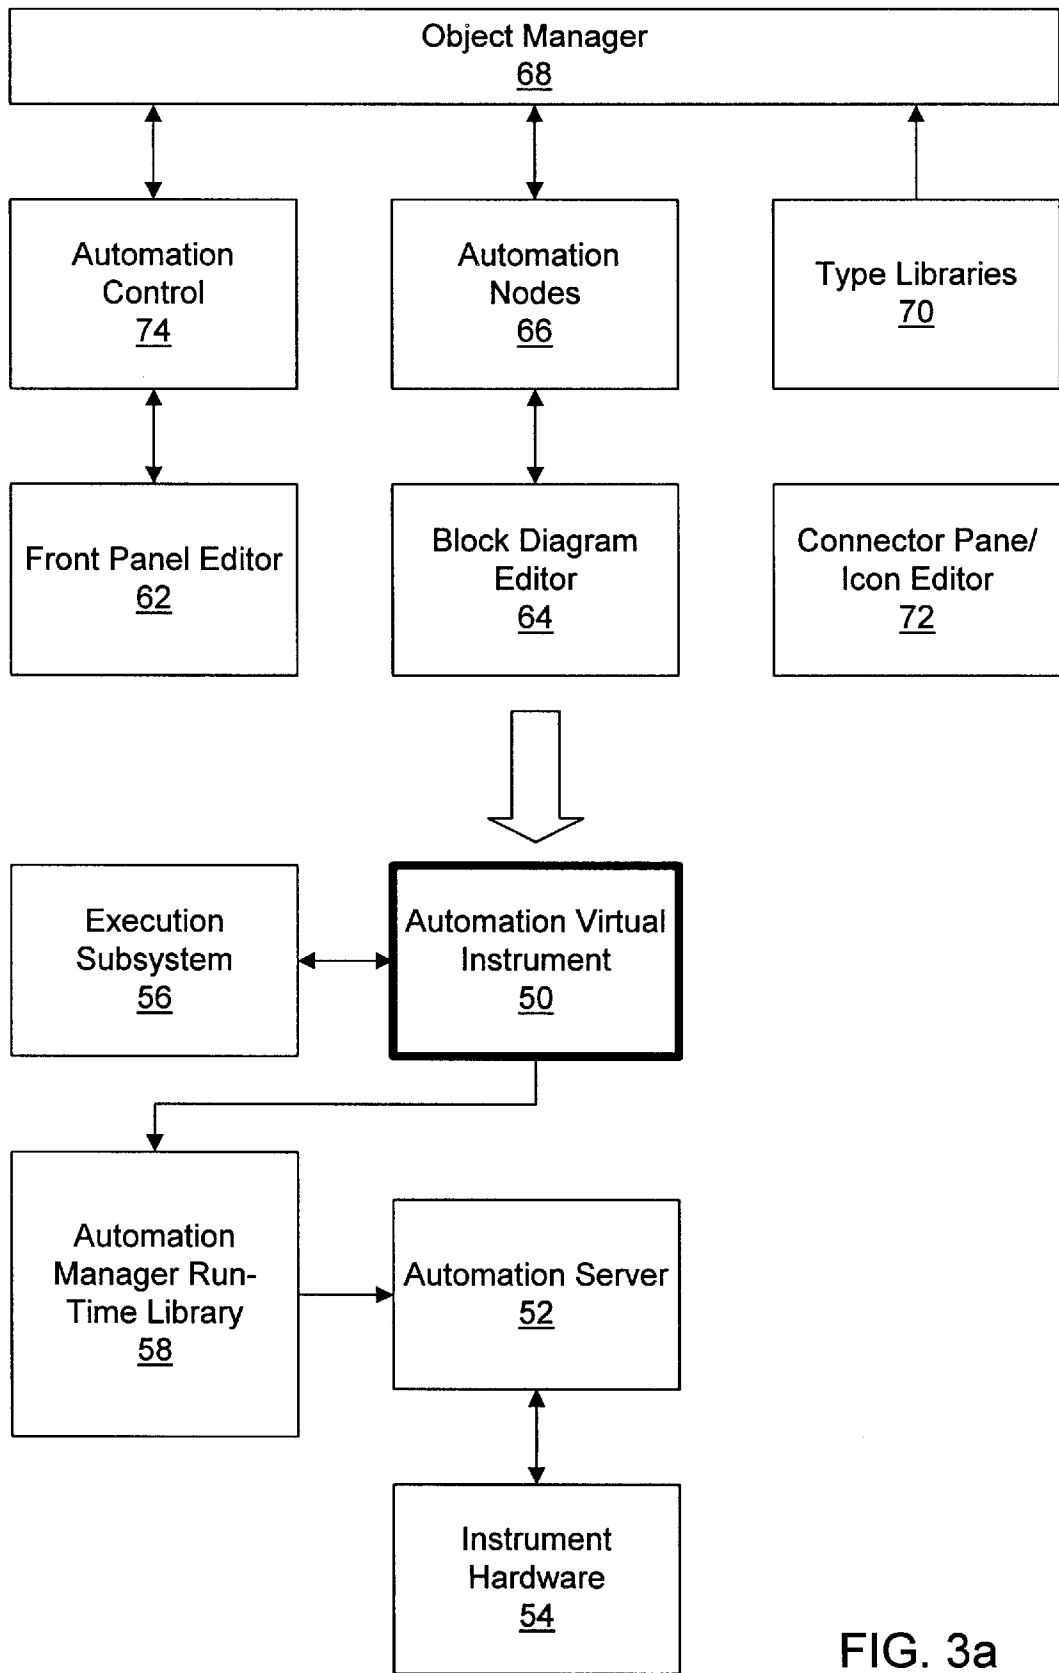 Object Manager
68
Automation
Control
74
Automation
Nodes
66
Type Libraries
70
Front Panel Editor
62
Block Diagram
Editor
64
Connector Pane/
Icon Editor
72
Execution
Subsystem
56
Automation Virtual
Instrument
50
Automation
Manager Run-
Time Library
58
Automation Server
52
Instrument
Hardware
54
FIG. 3a